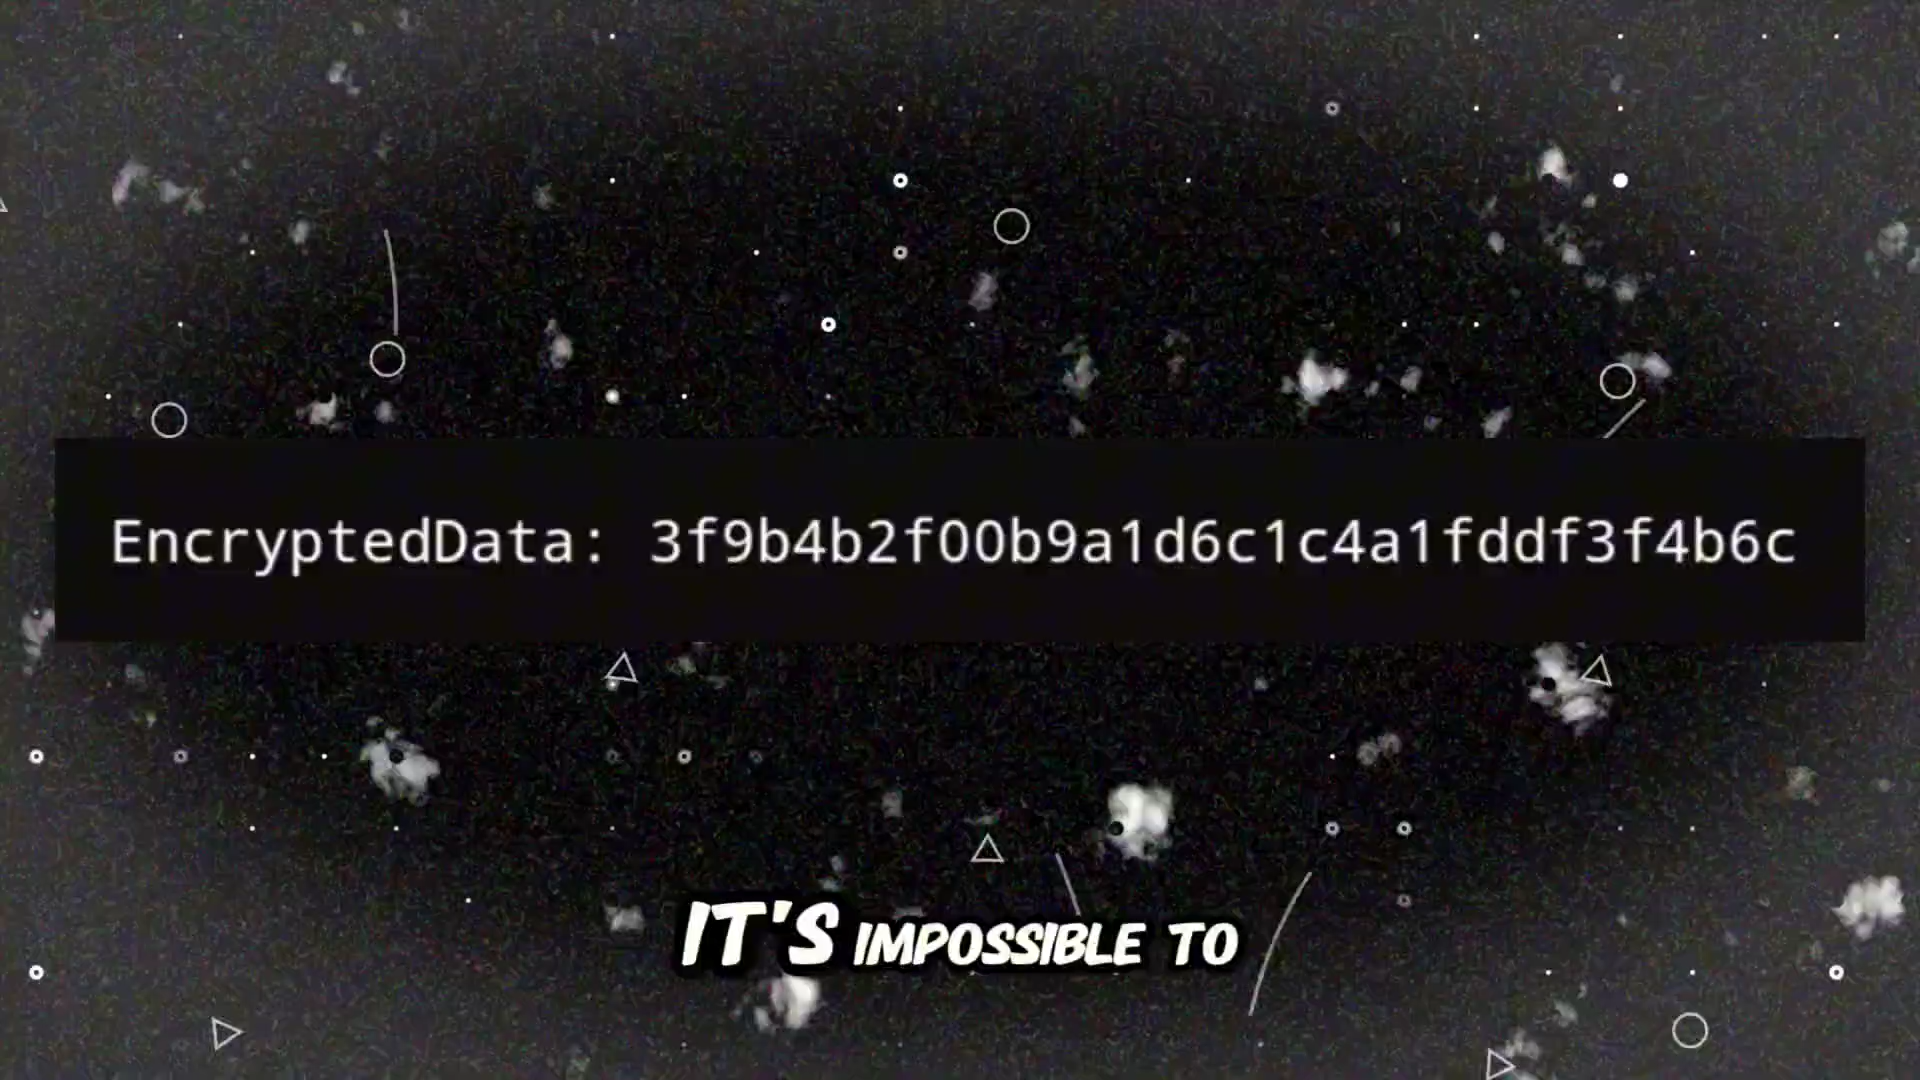 EncryptedData: 3f9b4b2f00b9a1d6c1c4a1fddf3f4b6c
IT'S IMPOSSIBLE TO